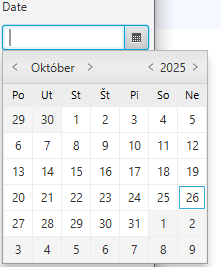 Date
Október 2025
Po Ut St Št Pi So Ne
29 30 1 2 3 4 5
6 7 8 9 10 11 12
13 14 15 16 17 18 19
20 21 22 23 24 25 26
27 28 29 30 31 1 2
3 4 5 6 7 8 9